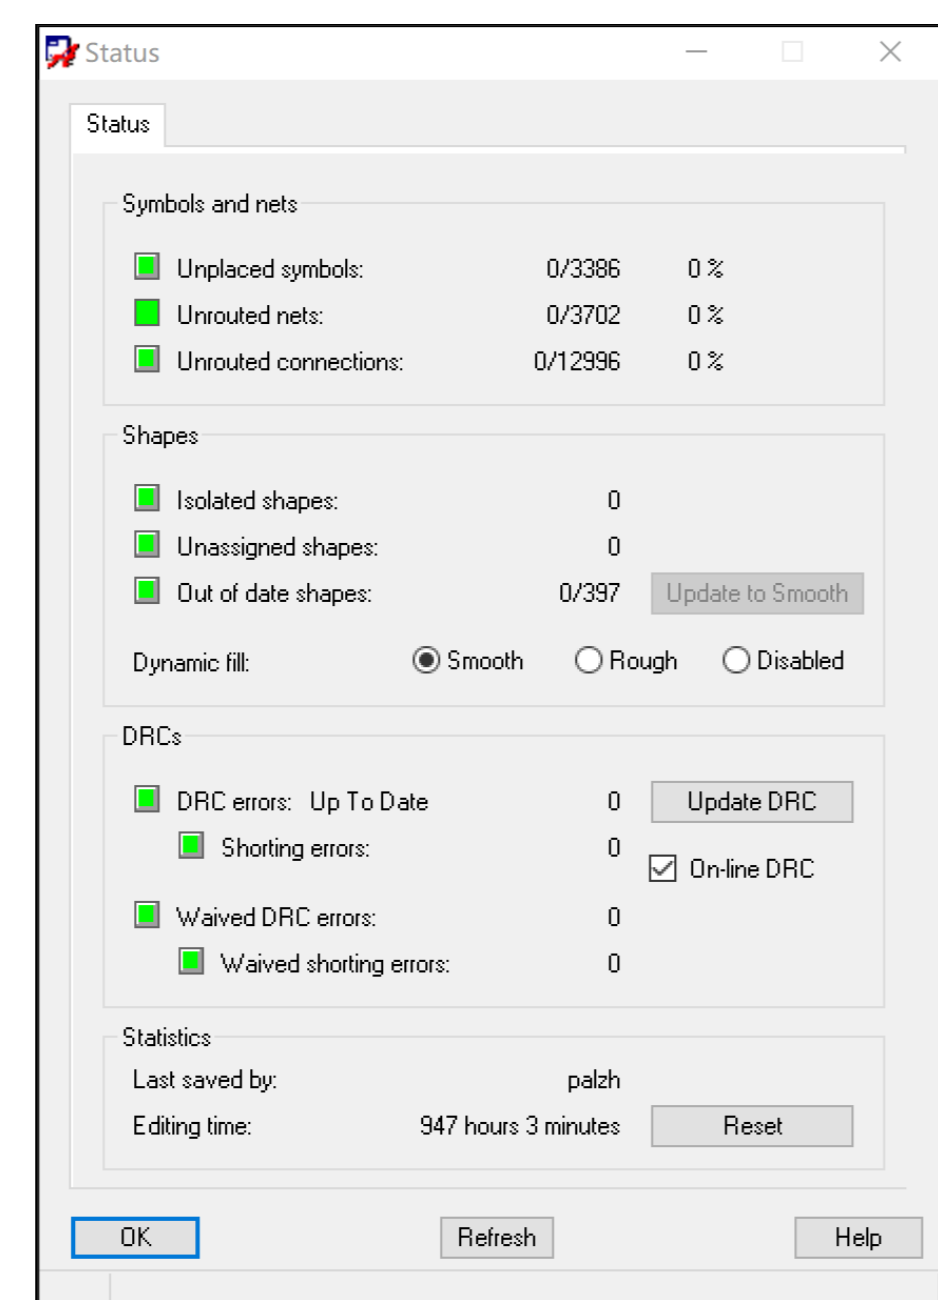 Status
Status
Symbols and nets
Unplaced symbols: 0/3386 0 %
Unrouted nets: 0/3702 0 %
Unrouted connections: 0/12996 0 %
Shapes
Isolated shapes: 0
Unassigned shapes: 0
Out of date shapes: 0/397 Update to Smooth
Dynamic fill: Smooth Rough Disabled
DRCs
DRC errors: Up To Date 0 Update DRC
Shorting errors: 0
On-line DRC
Waived DRC errors: 0
Waived shorting errors: 0
Statistics
Last saved by: palzh
Editing time: 947 hours 3 minutes Reset
OK Refresh Help